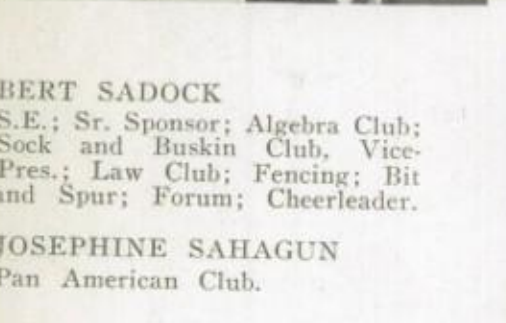 BERT SADOCK
S.E.; Sr. Sponsor; Algebra Club;
Sock and Buskin Club, Vice-
Pres.; Law Club; Fencing; Bit
and Spur; Forum; Cheerleader.
JOSEPHINE SAHAGUN
Pan American Club.